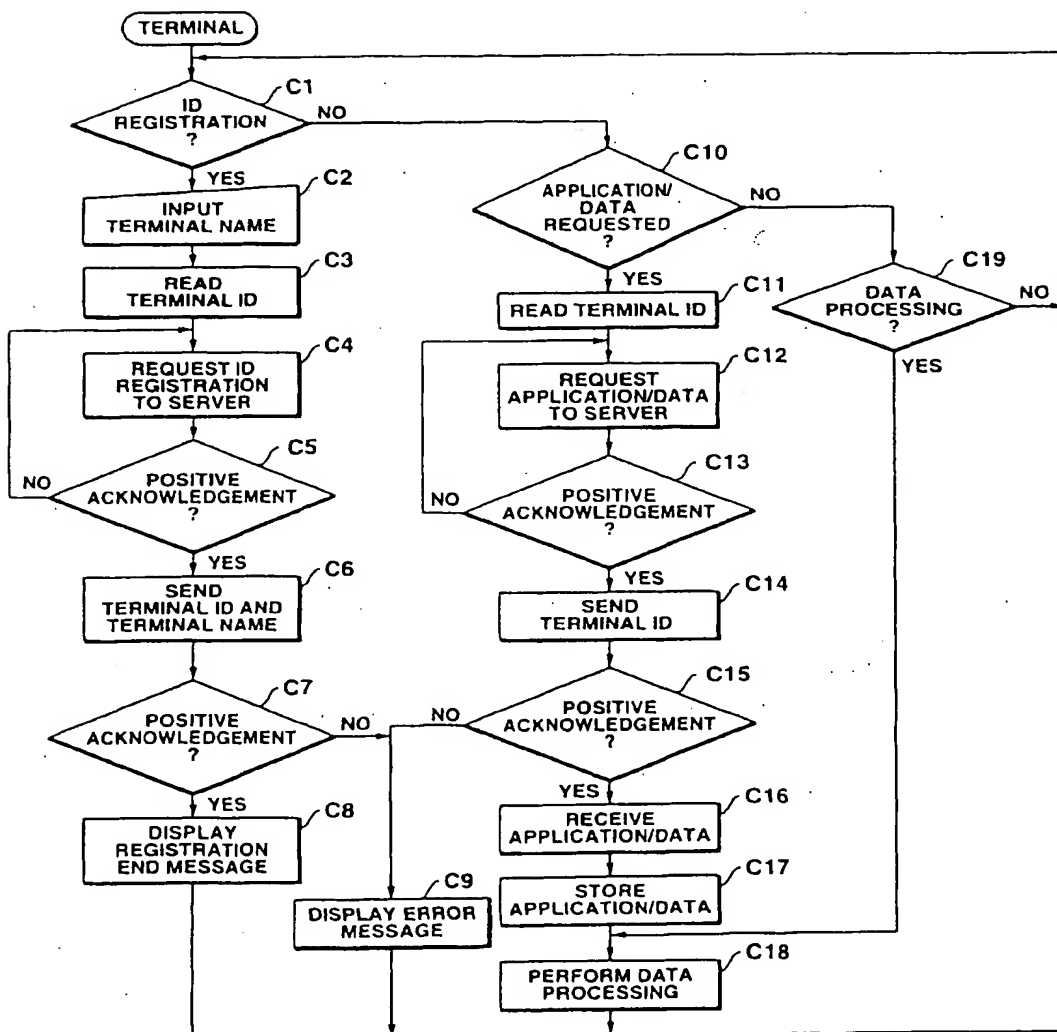 TERMINAL
C1
ID
REGISTRATION
?
NO
YES
C2
INPUT
TERMINAL NAME
C3
READ
TERMINAL ID
C4
REQUEST ID
REGISTRATION
TO SERVER
C5
POSITIVE
ACKNOWLEDGEMENT
?
NO
YES
C6
SEND
TERMINAL ID AND
TERMINAL NAME
C7
POSITIVE
ACKNOWLEDGEMENT
?
NO
YES
C8
DISPLAY
REGISTRATION
END MESSAGE
C9
DISPLAY ERROR
MESSAGE
C10
APPLICATION/
DATA
REQUESTED
?
NO
YES
C11
READ TERMINAL ID
C12
REQUEST
APPLICATION/DATA
TO SERVER
C13
POSITIVE
ACKNOWLEDGEMENT
?
NO
YES
C14
SEND
TERMINAL ID
C15
POSITIVE
ACKNOWLEDGEMENT
?
NO
YES
C16
RECEIVE
APPLICATION/DATA
C17
STORE
APPLICATION/DATA
C18
PERFORM DATA
PROCESSING
C19
DATA
PROCESSING
?
NO
YES